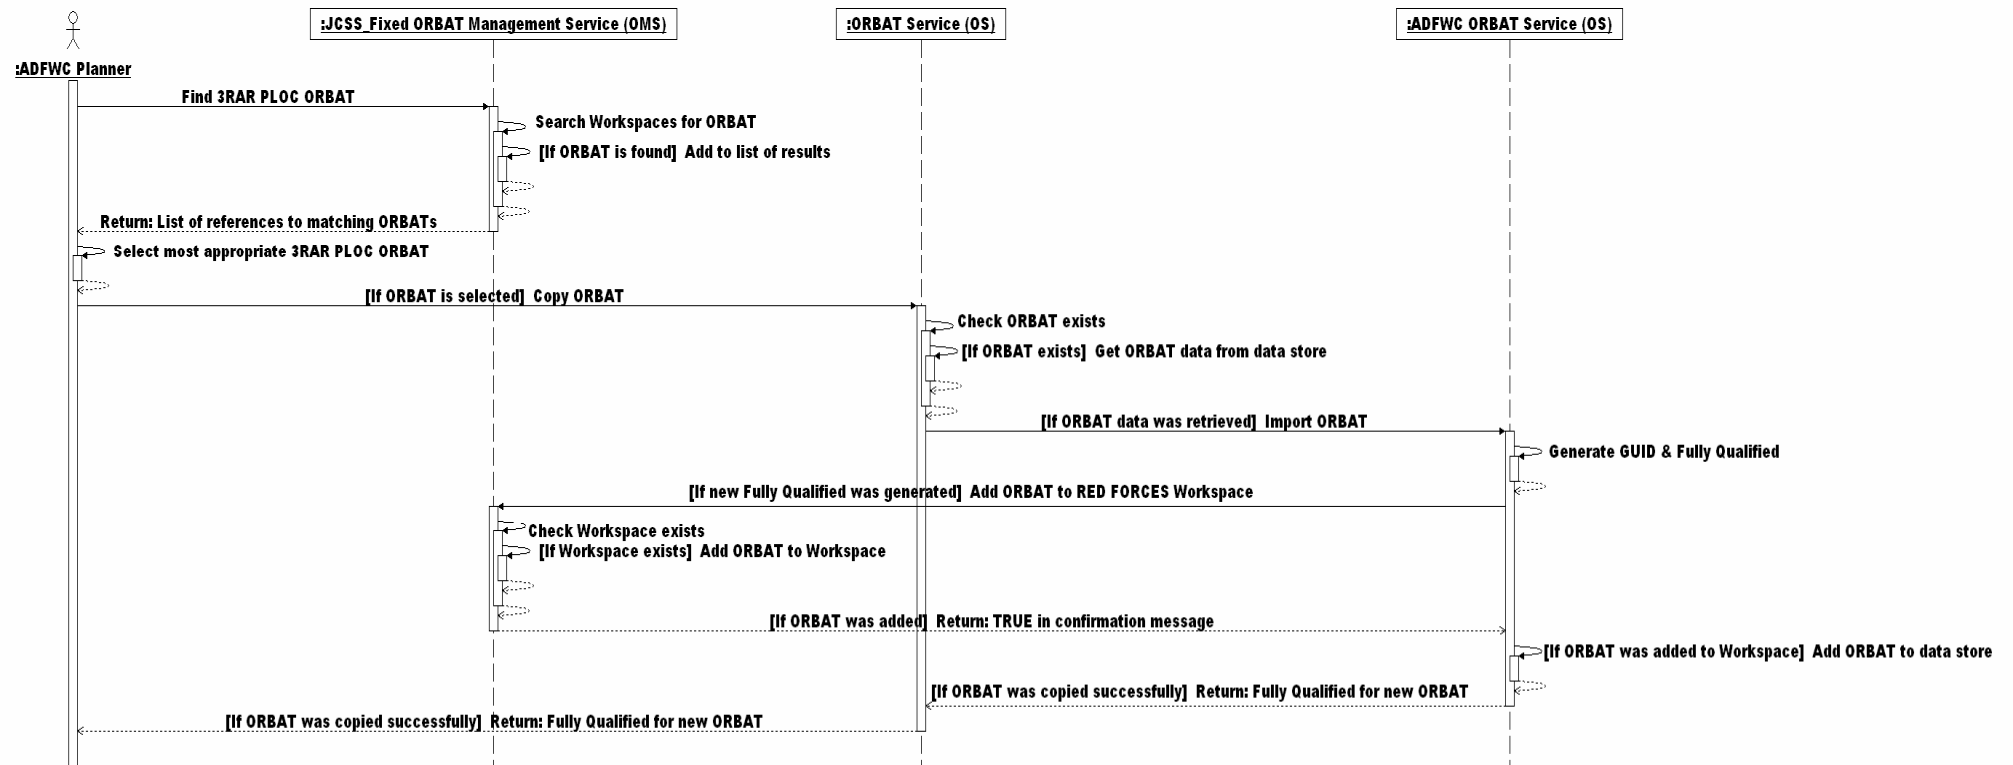 :JCSS_Fixed ORBAT Management Service (OMS)
:ORBAT Service (OS)
:ADFWC ORBAT Service (OS)
:ADFWC Planner
Find 3RAR PLOC ORBAT
Search Workspaces for ORBAT
[If ORBAT is found] Add to list of results
Return: List of references to matching ORBATs
Select most appropriate 3RAR PLOC ORBAT
[If ORBAT is selected] Copy ORBAT
Check ORBAT exists
[If ORBAT exists] Get ORBAT data from data store
[If ORBAT data was retrieved] Import ORBAT
Generate GUID & Fully Qualified
[If new Fully Qualified was generated] Add ORBAT to RED FORCES Workspace
Check Workspace exists
[If Workspace exists] Add ORBAT to Workspace
[If ORBAT was added] Return: TRUE in confirmation message
[If ORBAT was added to Workspace] Add ORBAT to data store
[If ORBAT was copied successfully] Return: Fully Qualified for new ORBAT
[If ORBAT was copied successfully] Return: Fully Qualified for new ORBAT